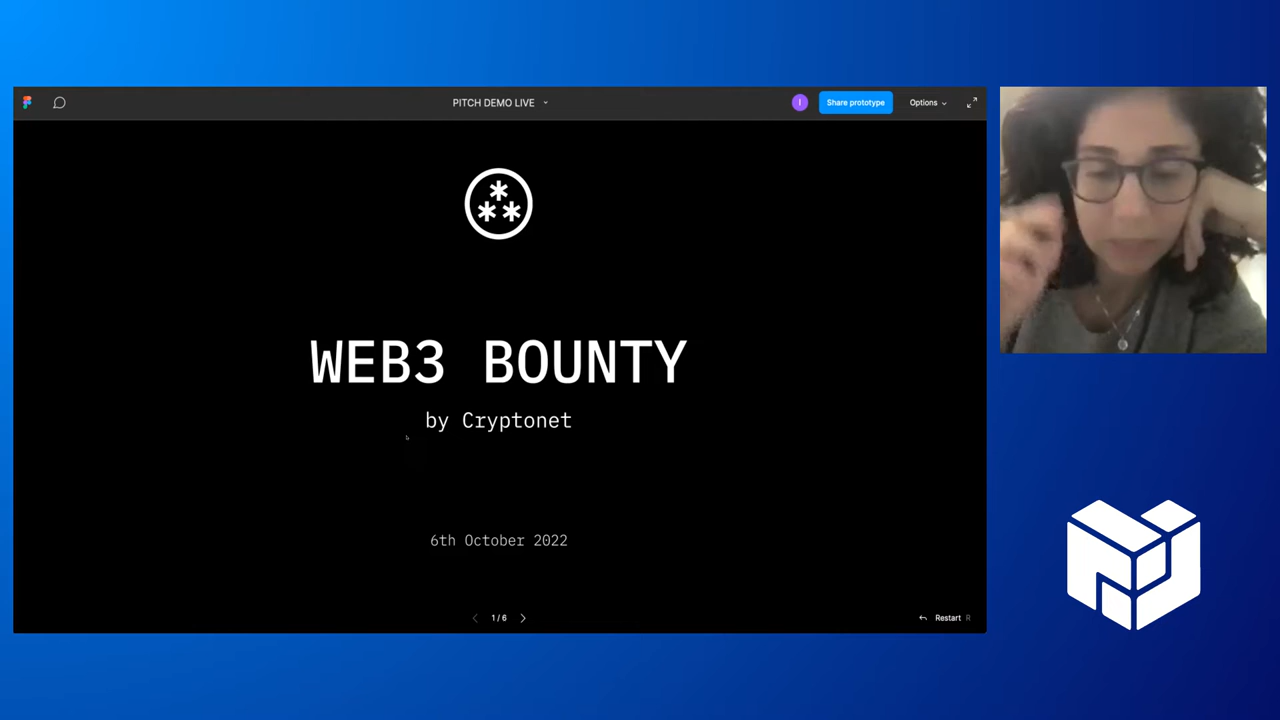 PITCH DEMO LIVE
I
Share prototype
Options
WEB3 BOUNTY
by Cryptonet
6th October 2022
1 / 6
Restart R